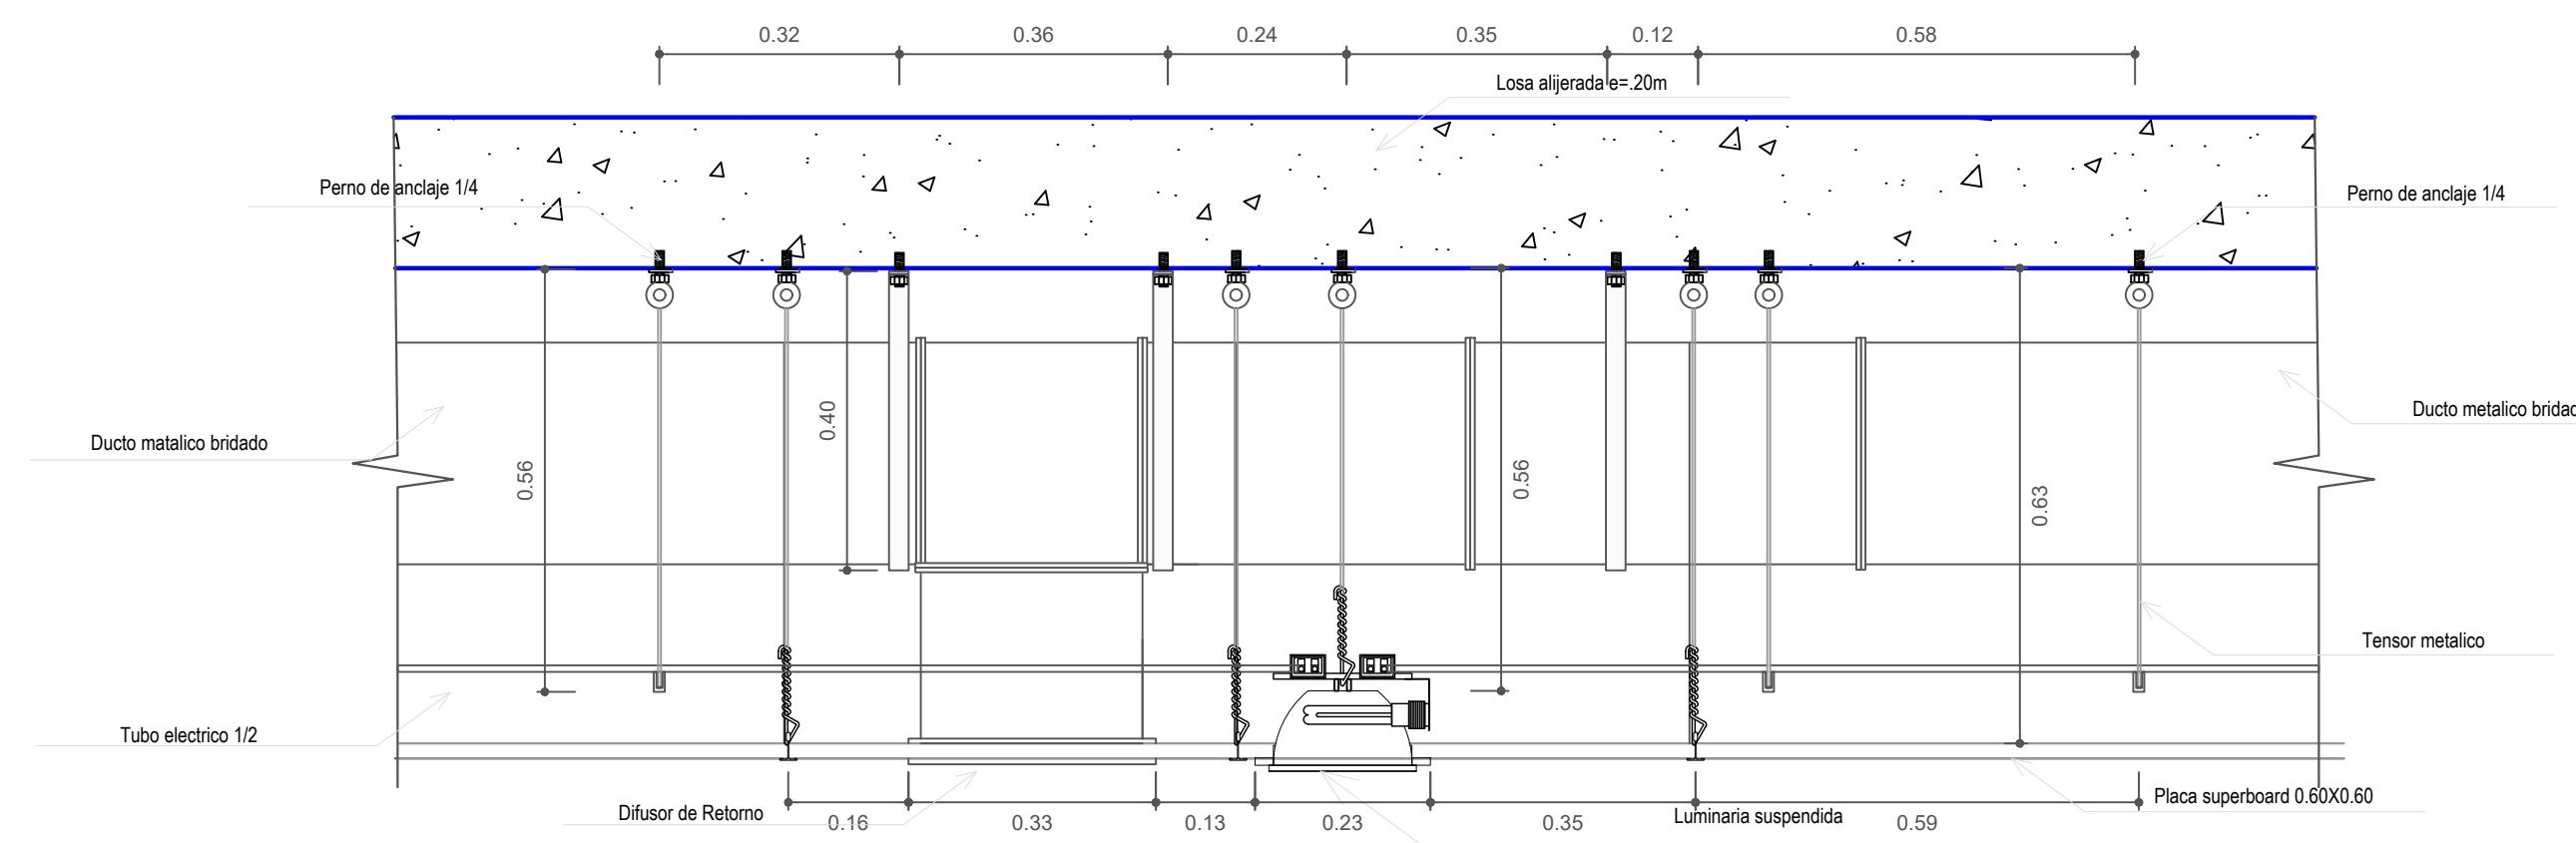 0.32
0.36
0.24
0.35
0.12
0.58
Losa alijerada e=.20m
Perno de anclaje 1/4
Perno de anclaje 1/4
Ducto matalico bridado
Ducto metalico bridad
0.40
0.56
0.56
0.63
Tensor metalico
Tubo electrico 1/2
Difusor de Retorno
Luminaria suspendida
Placa superboard 0.60X0.60
0.16
0.33
0.13
0.23
0.35
0.59